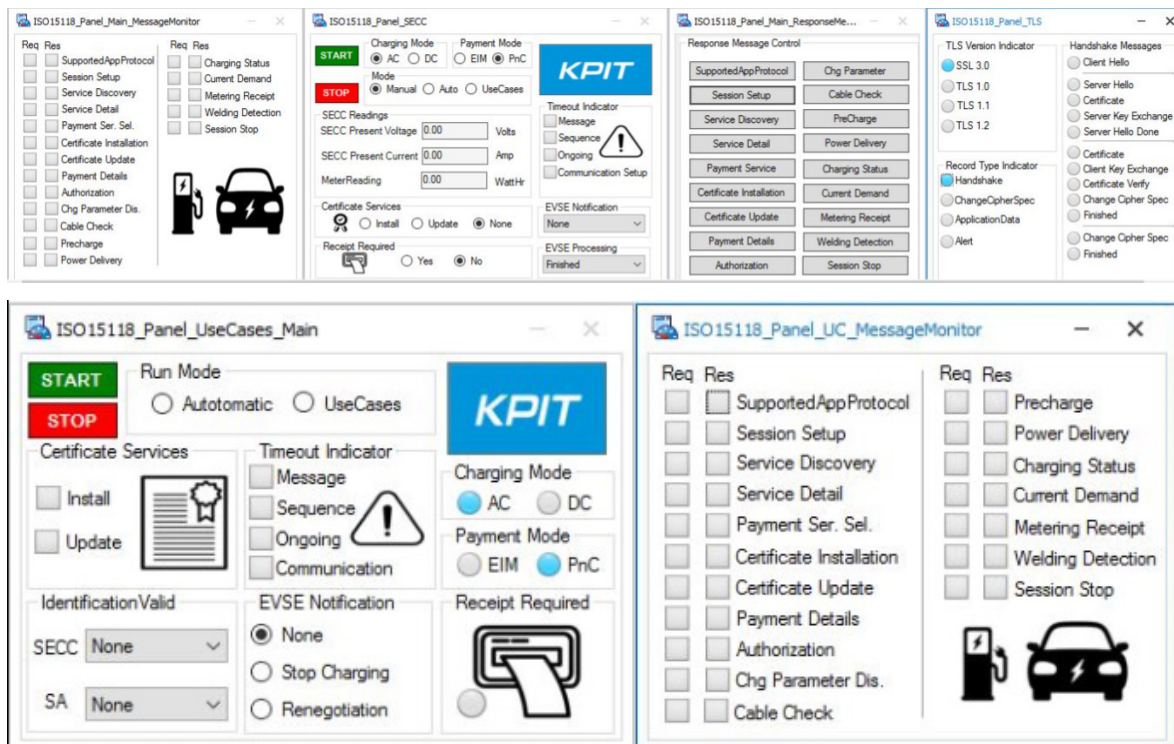 ISO15118_Panel_Main_MessageMonitor
Req Res
SupportedAppProtocol
Session Setup
Service Discovery
Service Detail
Payment Ser. Sel.
Certificate Installation
Certificate Update
Payment Details
Authorization
Chg Parameter Dis.
Cable Check
Precharge
Power Delivery
Req Res
Charging Status
Current Demand
Metering Receipt
Welding Detection
Session Stop
ISO15118_Panel_SECC
START
STOP
Charging Mode
AC DC
Payment Mode
EIM PnC
Mode
Manual Auto UseCases
KPIT
SECC Readings
SECC Present Voltage 0.00 Volts
SECC Present Current 0.00 Amp
MeterReading 0.00 WattHr
Timeout Indicator
Message
Sequence
Ongoing
Communication Setup
Certificate Services
Install Update None
EVSE Notification
None
Receipt Required
Yes No
EVSE Processing
Finished
ISO15118_Panel_Main_ResponseMe...
Response Message Control
SupportedAppProtocol Chg Parameter
Session Setup Cable Check
Service Discovery PreCharge
Service Detail Power Delivery
Payment Service Charging Status
Certificate Installation Current Demand
Certificate Update Metering Receipt
Payment Details Welding Detection
Authorization Session Stop
ISO15118_Panel_TLS
TLS Version Indicator
SSL 3.0
TLS 1.0
TLS 1.1
TLS 1.2
Record Type Indicator
Handshake
ChangeCipherSpec
ApplicationData
Alert
Handshake Messages
Client Hello
Server Hello
Certificate
Server Key Exchange
Server Hello Done
Certificate
Client Key Exchange
Certificate Verify
Change Cipher Spec
Finished
Change Cipher Spec
Finished
ISO15118_Panel_UseCases_Main
START
STOP
Run Mode
Autotomatic UseCases
KPIT
Certificate Services
Install
Update
Timeout Indicator
Message
Sequence
Ongoing
Communication
Charging Mode
AC DC
Payment Mode
EIM PnC
IdentificationValid
SECC None
SA None
EVSE Notification
None
Stop Charging
Renegotiation
Receipt Required
ISO15118_Panel_UC_MessageMonitor
Req Res
SupportedAppProtocol
Session Setup
Service Discovery
Service Detail
Payment Ser. Sel.
Certificate Installation
Certificate Update
Payment Details
Authorization
Chg Parameter Dis.
Cable Check
Req Res
Precharge
Power Delivery
Charging Status
Current Demand
Metering Receipt
Welding Detection
Session Stop